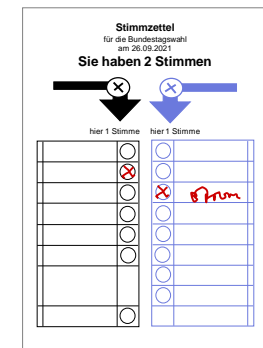 Stimmzettel
für die Bundestagswahl
am 26.09.2021
Sie haben 2 Stimmen
hier 1 Stimme hier 1 Stimme